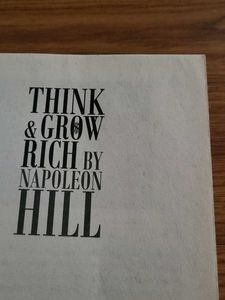 THINK
& GROW
RICH BY
NAPOLEON
HILL